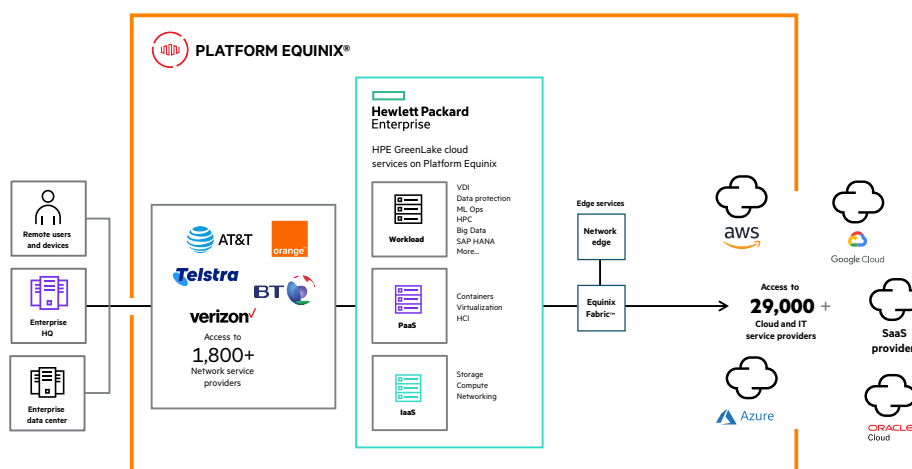 PLATFORM EQUINIX®
Hewlett Packard
Enterprise
HPE GreenLake cloud
services on Platform Equinix
Remote users
and devices
Enterprise
HQ
Enterprise
data center
AT&T
orange™
Telstra
BT
verizon✓
Access to
1,800+
Network service
providers
Workload
VDI
Data protection
ML Ops
HPC
Big Data
SAP HANA
More...
PaaS
Containers
Virtualization
HCI
IaaS
Storage
Compute
Networking
Edge services
Network
edge
Equinix
Fabric™
aws
Google Cloud
Access to
29,000+
Cloud and IT
service providers
SaaS
provider
Azure
ORACLE
Cloud